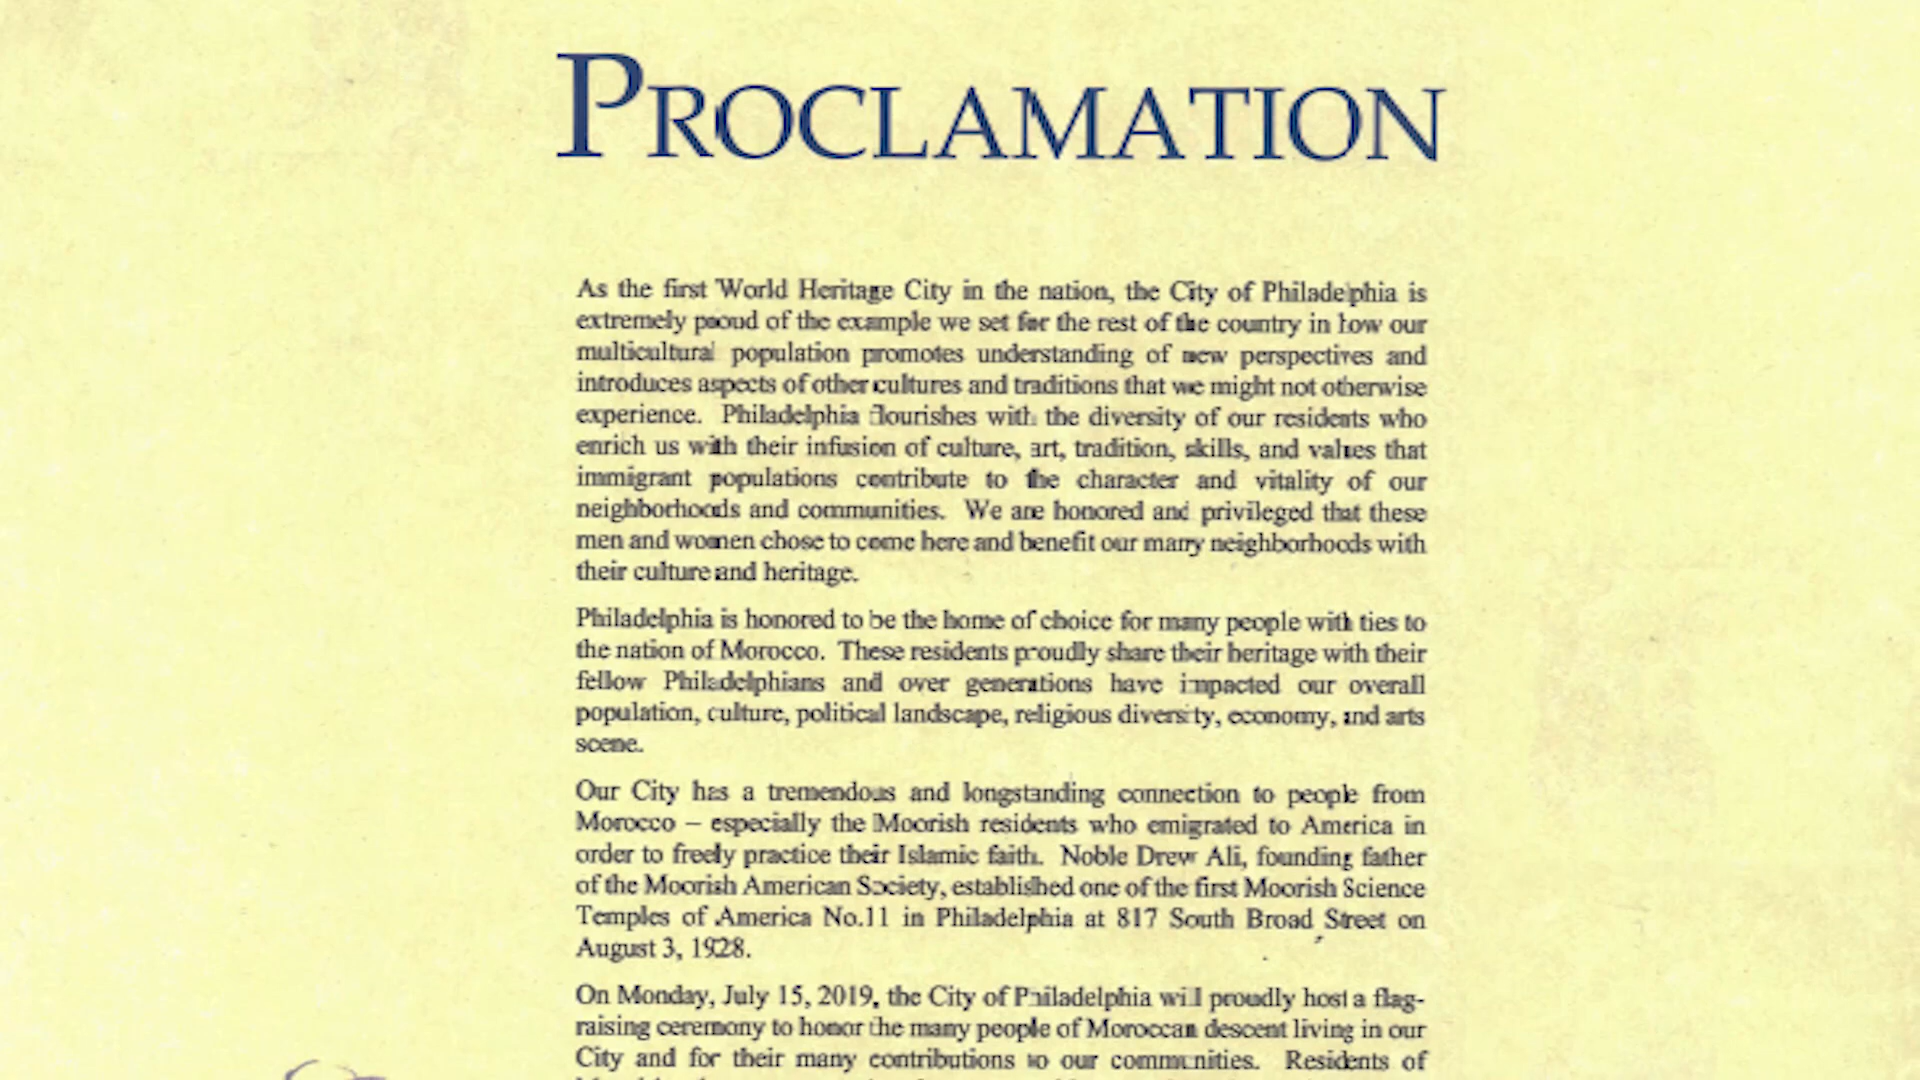 PROCLAMATION
As the first World Heritage City in the nation, the City of Philadelphia is
extremely proud of the example we set for the rest of the country in how our
multicultural population promotes understanding of new perspectives and
introduces aspects of other cultures and traditions that we might not otherwise
experience. Philadelphia flourishes with the diversity of our residents who
enrich us with their infusion of culture, art, tradition, skills, and values that
immigrant populations contribute to the character and vitality of our
neighborhoods and communities. We are honored and privileged that these
men and women chose to come here and benefit our many neighborhoods with
their culture and heritage.
Philadelphia is honored to be the home of choice for many people with ties to
the nation of Morocco. These residents proudly share their heritage with their
fellow Philadelphians and over generations have impacted our overall
population, culture, political landscape, religious diversity, economy, and arts
scene.
Our City has a tremendous and longstanding connection to people from
Morocco – especially the Moorish residents who emigrated to America in
order to freely practice their Islamic faith. Noble Drew Ali, founding father
of the Moorish American Society, established one of the first Moorish Science
Temples of America No.11 in Philadelphia at 817 South Broad Street on
August 3, 1928.
On Monday, July 15, 2019, the City of Philadelphia will proudly host a flag-
raising ceremony to honor the many people of Moroccan descent living in our
City and for their many contributions to our communities. Residents of